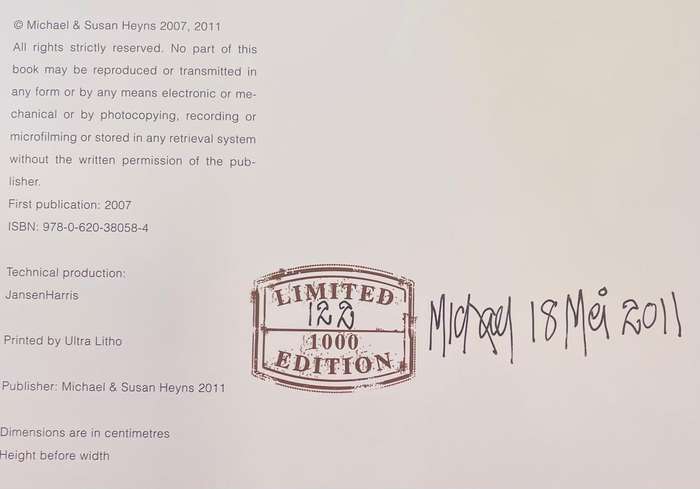 © Michael & Susan Heyns 2007, 2011
All rights strictly reserved. No part of this
book may be reproduced or transmitted in
any form or by any means electronic or me-
chanical or by photocopying, recording or
microfilming or stored in any retrieval system
without the written permission of the pub-
lisher.
First publication: 2007
ISBN: 978-0-620-38058-4
Technical production:
JansenHarris
Printed by Ultra Litho
Publisher: Michael & Susan Heyns 2011
Dimensions are in centimetres
Height before width
LIMITED
122
1000
EDITION
Michael 18 Mei 2011